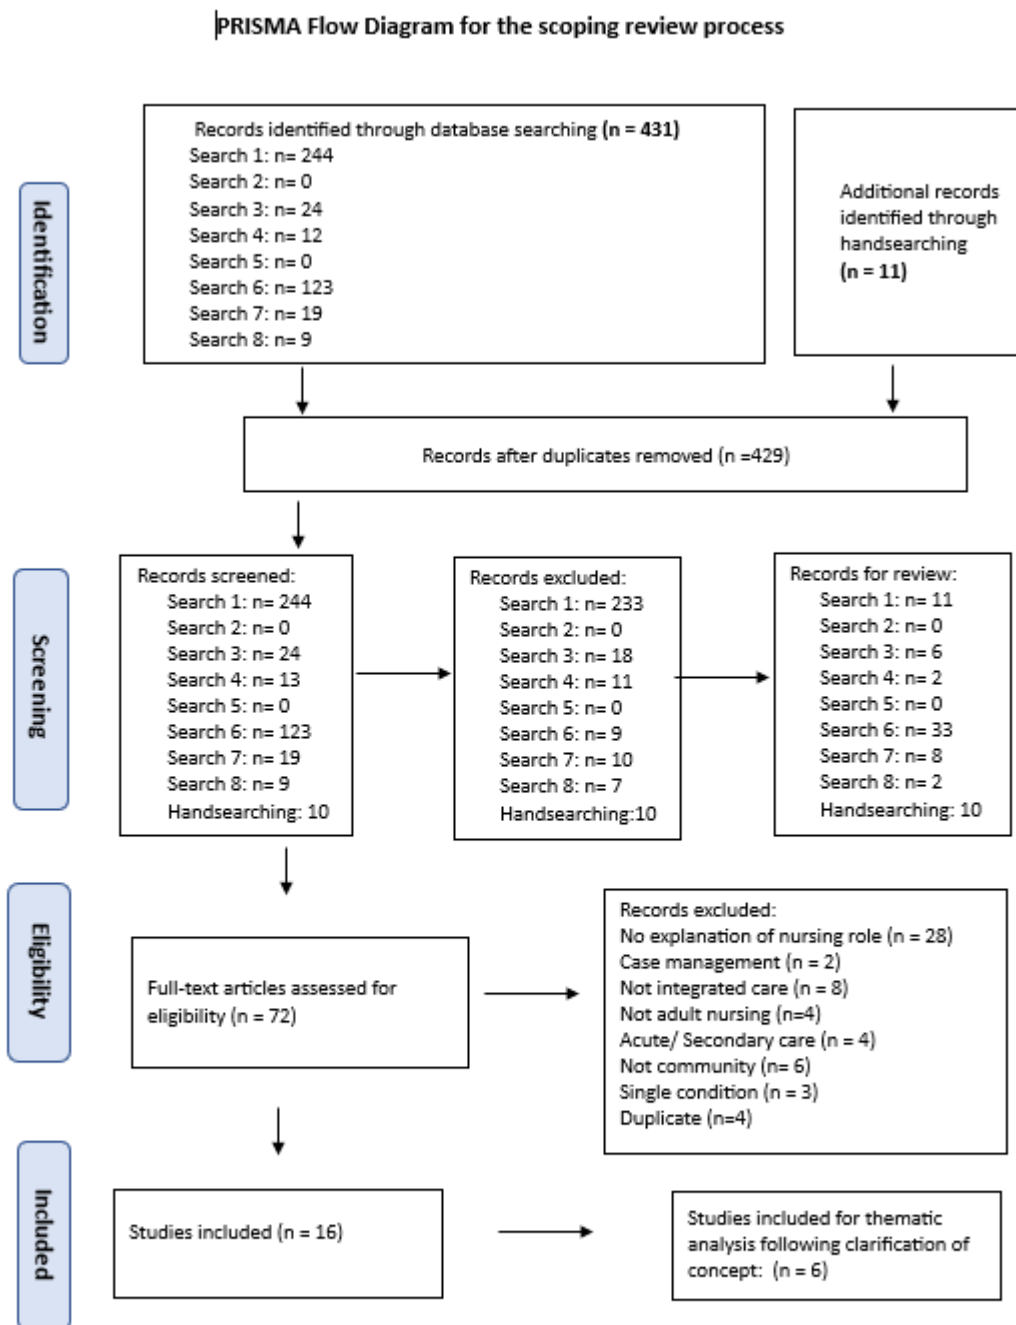 PRISMA Flow Diagram for the scoping review process
Identification
Records identified through database searching (n = 431)
Search 1: n= 244
Search 2: n= 0
Search 3: n= 24
Search 4: n= 12
Search 5: n= 0
Search 6: n= 123
Search 7: n= 19
Search 8: n= 9
Additional records
identified through
handsearching
(n = 11)
Records after duplicates removed (n =429)
Screening
Records screened:
Search 1: n= 244
Search 2: n= 0
Search 3: n= 24
Search 4: n= 13
Search 5: n= 0
Search 6: n= 123
Search 7: n= 19
Search 8: n= 9
Handsearching: 10
Records excluded:
Search 1: n= 233
Search 2: n= 0
Search 3: n= 18
Search 4: n= 11
Search 5: n= 0
Search 6: n= 9
Search 7: n= 10
Search 8: n= 7
Handsearching:10
Records for review:
Search 1: n= 11
Search 2: n= 0
Search 3: n= 6
Search 4: n= 2
Search 5: n= 0
Search 6: n= 33
Search 7: n= 8
Search 8: n= 2
Handsearching: 10
Eligibility
Full-text articles assessed for
eligibility (n = 72)
Records excluded:
No explanation of nursing role (n = 28)
Case management (n = 2)
Not integrated care (n = 8)
Not adult nursing (n=4)
Acute/ Secondary care (n = 4)
Not community (n= 6)
Single condition (n = 3)
Duplicate (n=4)
Included
Studies included (n = 16)
Studies included for thematic
analysis following clarification of
concept:  (n = 6)